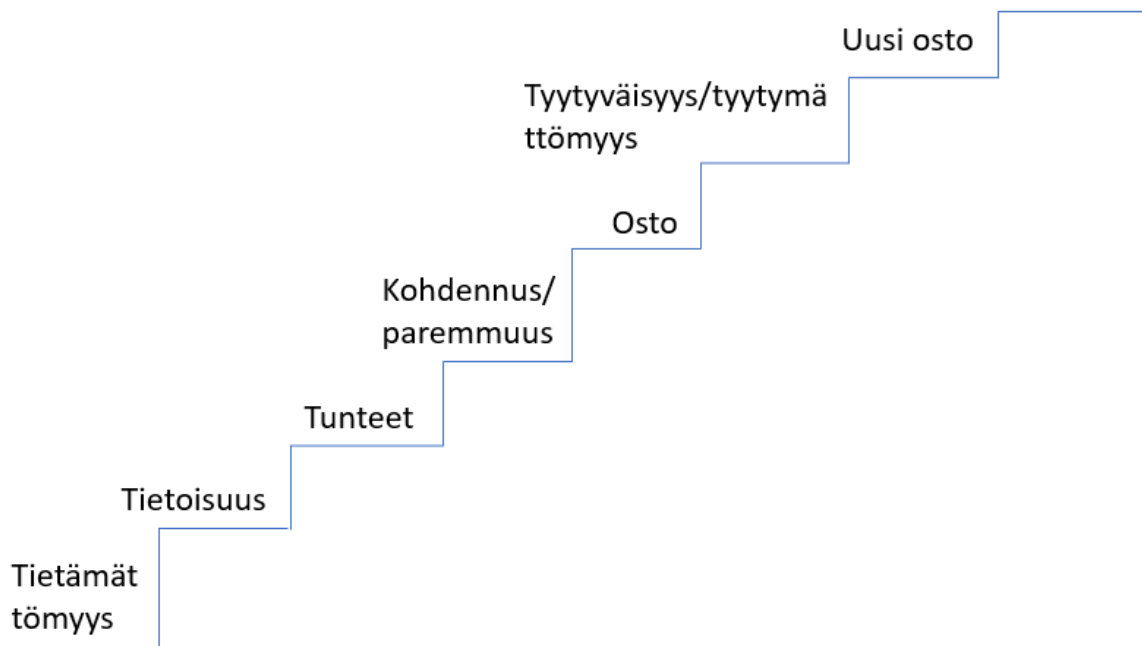 Uusi osto
Tyytyväisyys/tyytymä
ttömyys
Osto
Kohdennus/
paremmuus
Tunteet
Tietoisuus
Tietämät
tömyys